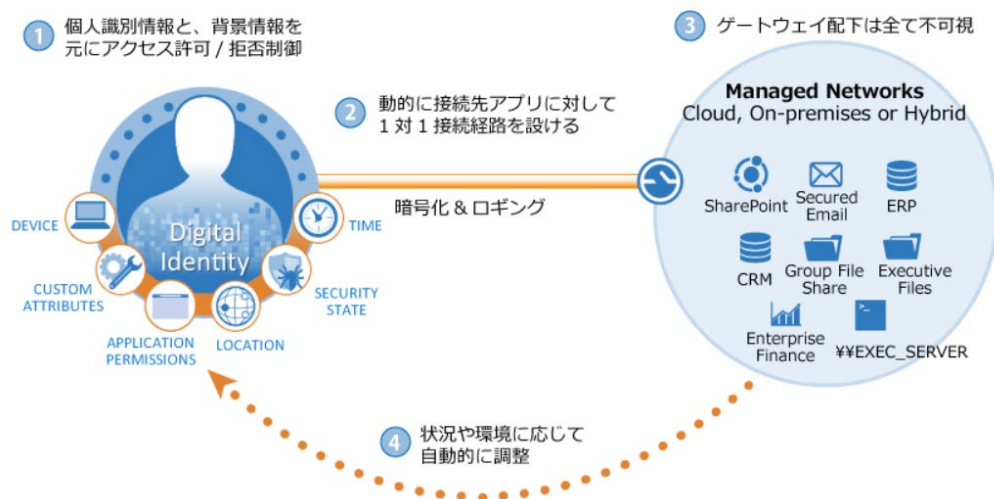 1
個人識別情報と、背景情報を
元にアクセス許可 / 拒否制御
2
動的に接続先アプリに対して
1 対 1 接続経路を設ける
暗号化 & ロギング
3
ゲートウェイ配下は全て不可視
Managed Networks
Cloud, On-premises or Hybrid
SharePoint
Secured
Email
ERP
CRM
Group File
Share
Executive
Files
Enterprise
Finance
¥¥EXEC_SERVER
Digital
Identity
DEVICE
CUSTOM
ATTRIBUTES
APPLICATION
PERMISSIONS
LOCATION
SECURITY
STATE
TIME
4
状況や環境に応じて
自動的に調整